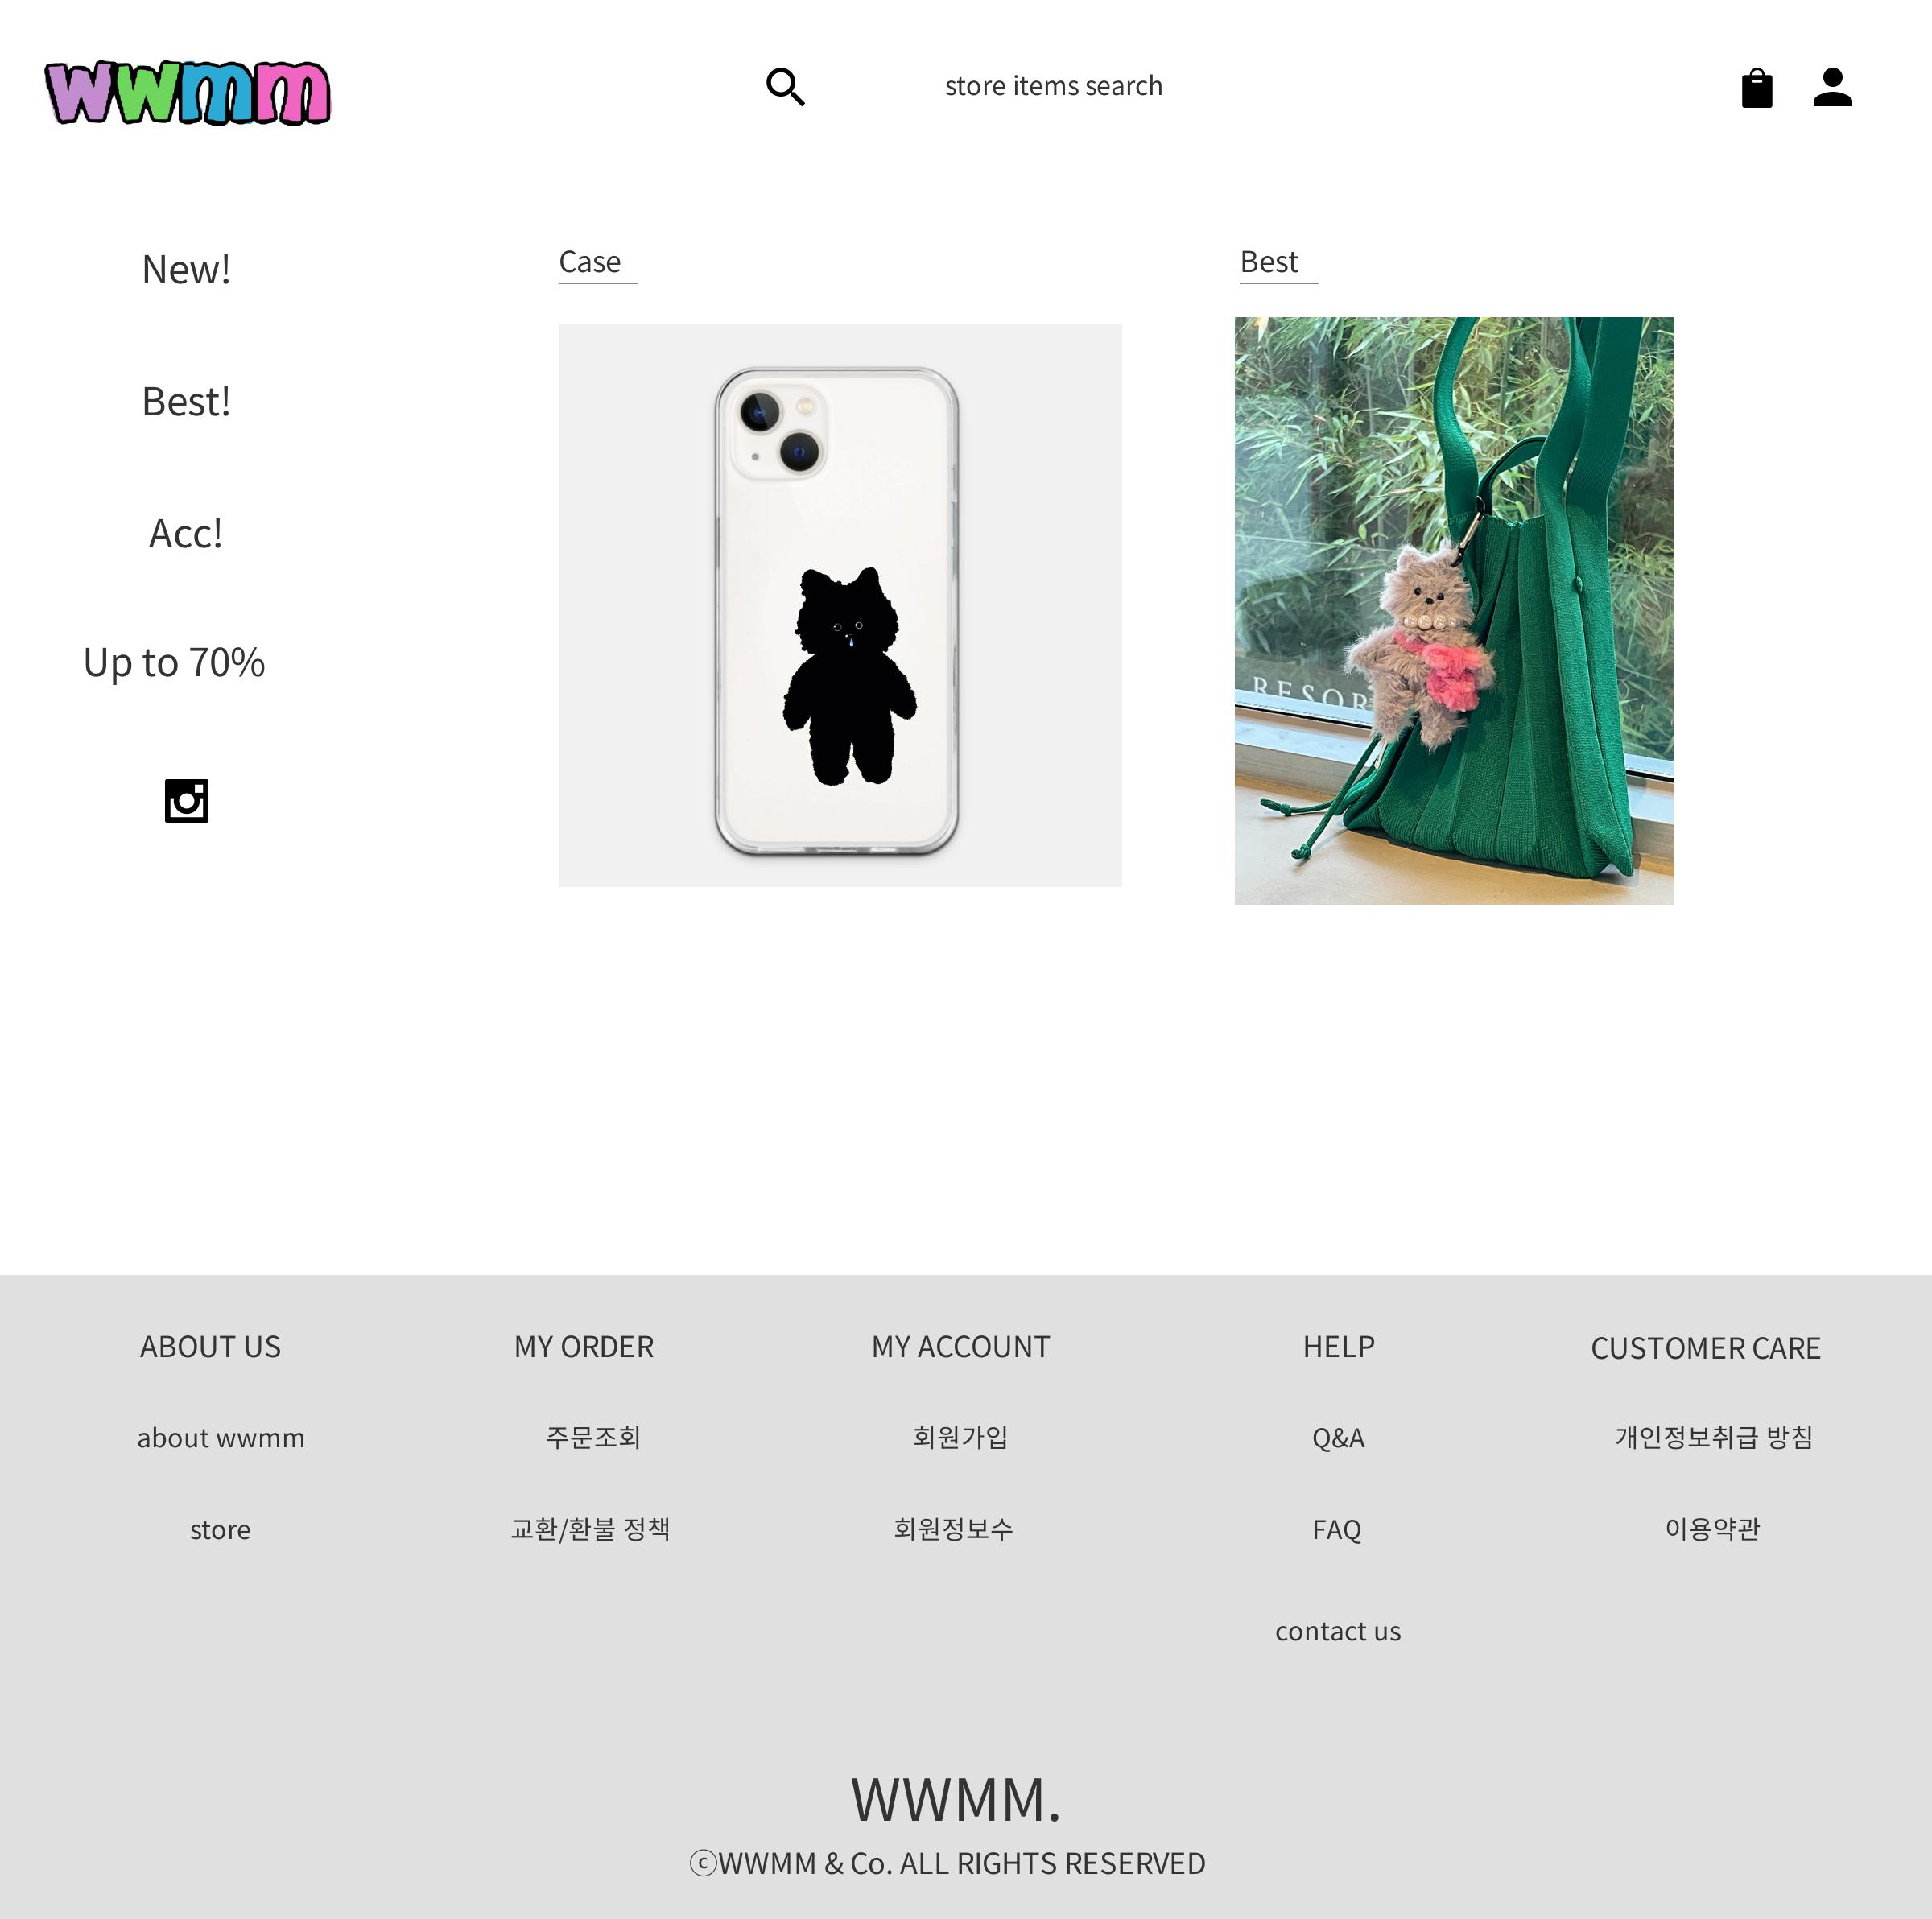 wwmm
store items search
New!
Best!
Acc!
Up to 70%
Case
Best
RESOR
ABOUT US
about wwmm
store
MY ORDER
주문조회
교환/환불 정책
MY ACCOUNT
회원가입
회원정보수
HELP
Q&A
FAQ
contact us
CUSTOMER CARE
개인정보취급 방침
이용약관
WWMM.
ⓒWWMM & Co. ALL RIGHTS RESERVED